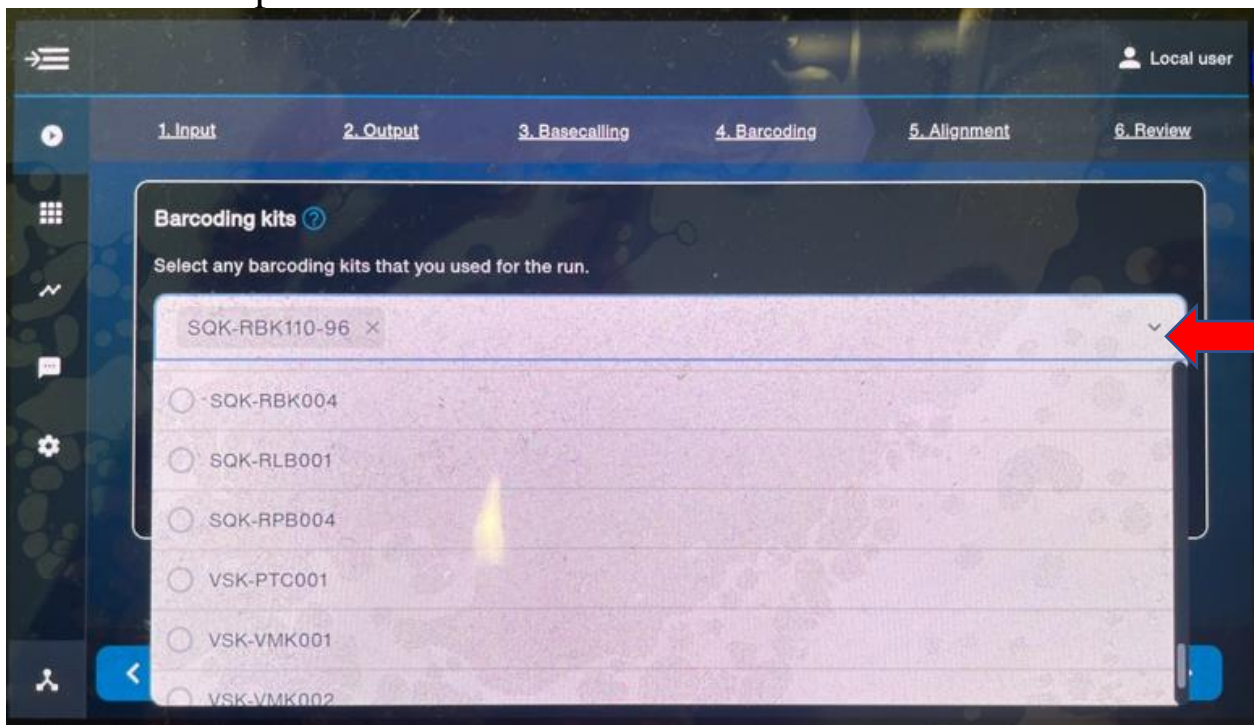 Local user
1. Input 2. Output 3. Basecalling 4. Barcoding 5. Alignment 6. Review
Barcoding kits ?
Select any barcoding kits that you used for the run.
SQK-RBK110-96 ×
SQK-RBK004
SQK-RLB001
SQK-RPB004
VSK-PTC001
VSK-VMK001
VSK-VMK002